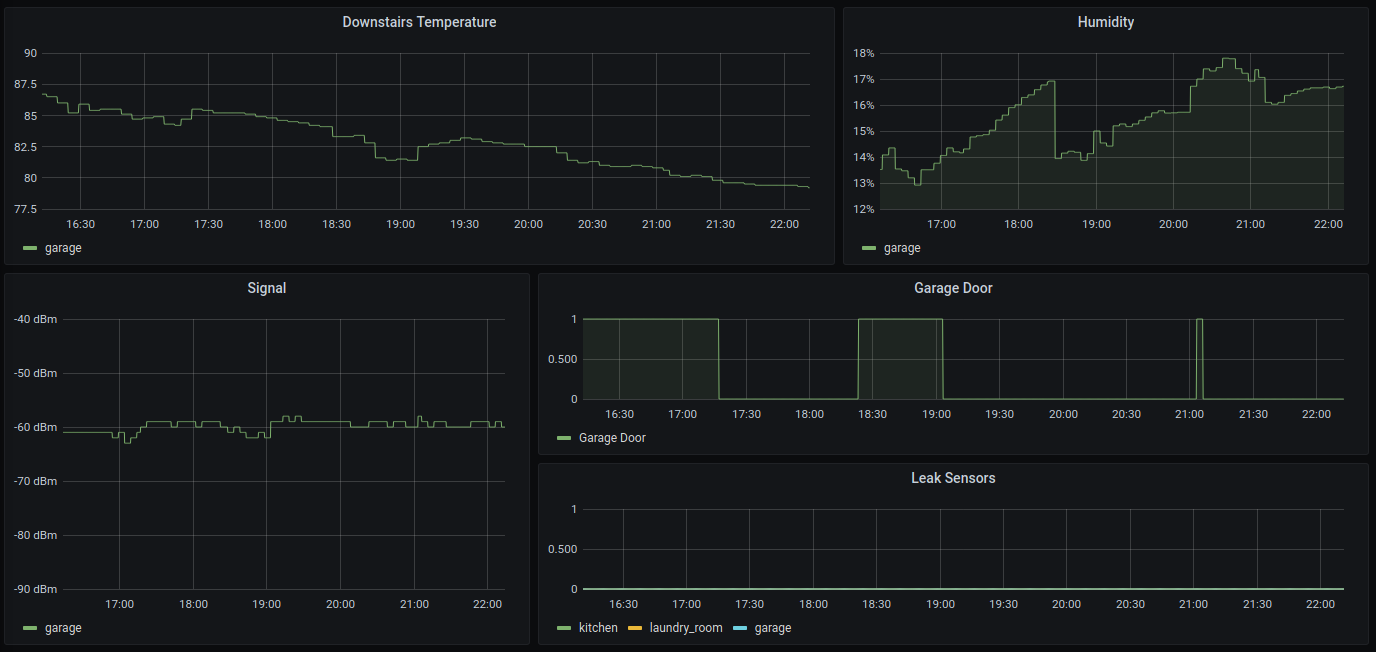 Downstairs Temperature
90
87.5
85
82.5
80
77.5
16:30 17:00 17:30 18:00 18:30 19:00 19:30 20:00 20:30 21:00 21:30 22:00
garage
Humidity
18%
17%
16%
15%
14%
13%
12%
17:00 18:00 19:00 20:00 21:00 22:00
garage
Signal
-40 dBm
-50 dBm
-60 dBm
-70 dBm
-80 dBm
-90 dBm
17:00 18:00 19:00 20:00 21:00 22:00
garage
Garage Door
1
0.500
0
16:30 17:00 17:30 18:00 18:30 19:00 19:30 20:00 20:30 21:00 21:30 22:00
Garage Door
Leak Sensors
1
0.500
0
16:30 17:00 17:30 18:00 18:30 19:00 19:30 20:00 20:30 21:00 21:30 22:00
kitchen laundry_room garage